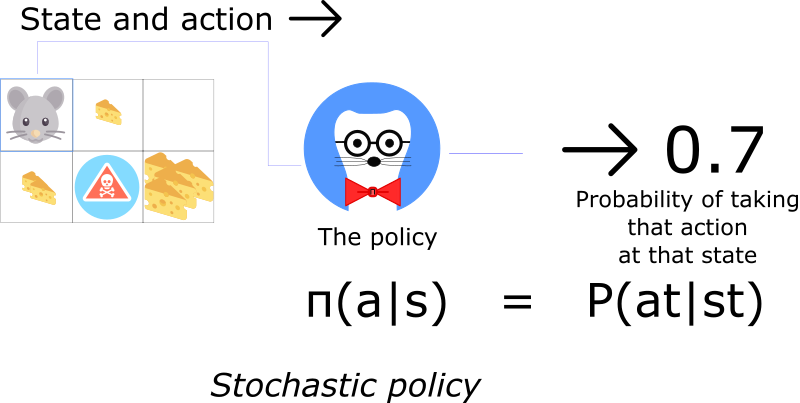 State and action →
0.7
The policy
Probability of taking
that action
at that state
π(a|s) = P(at|st)
Stochastic policy